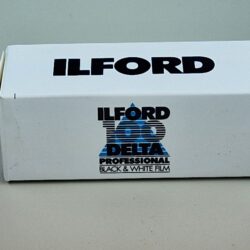 ILFORD
ILFORD
100
DELTA
PROFESSIONAL
BLACK & WHITE FILM